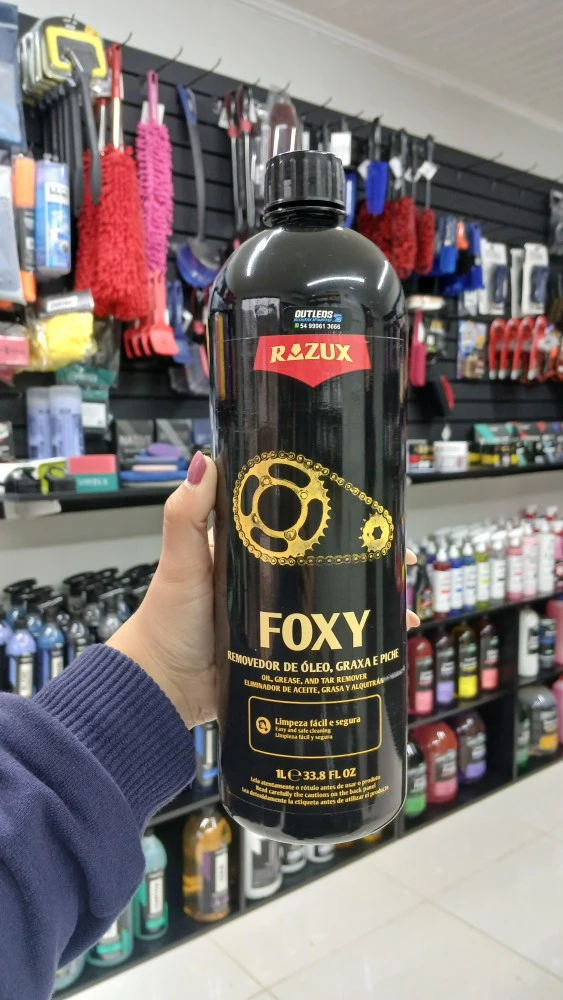 OUTLEDS
54 99961 3666
RAZUX
FOXY
REMOVEDOR DE ÓLEO, GRAXA E PICHE
OIL, GREASE, AND TAR REMOVER
ELIMINADOR DE ACEITE, GRASA Y ALQUITRÁN
Limpeza fácil e segura
Easy and safe cleaning
Limpieza fácil y segura
1L ℮ 33.8 FL OZ
Leia atentamente o rótulo antes de usar o produto
Read carefully the cautions on the back panel
Lea detenidamente la etiqueta antes de utilizar el producto